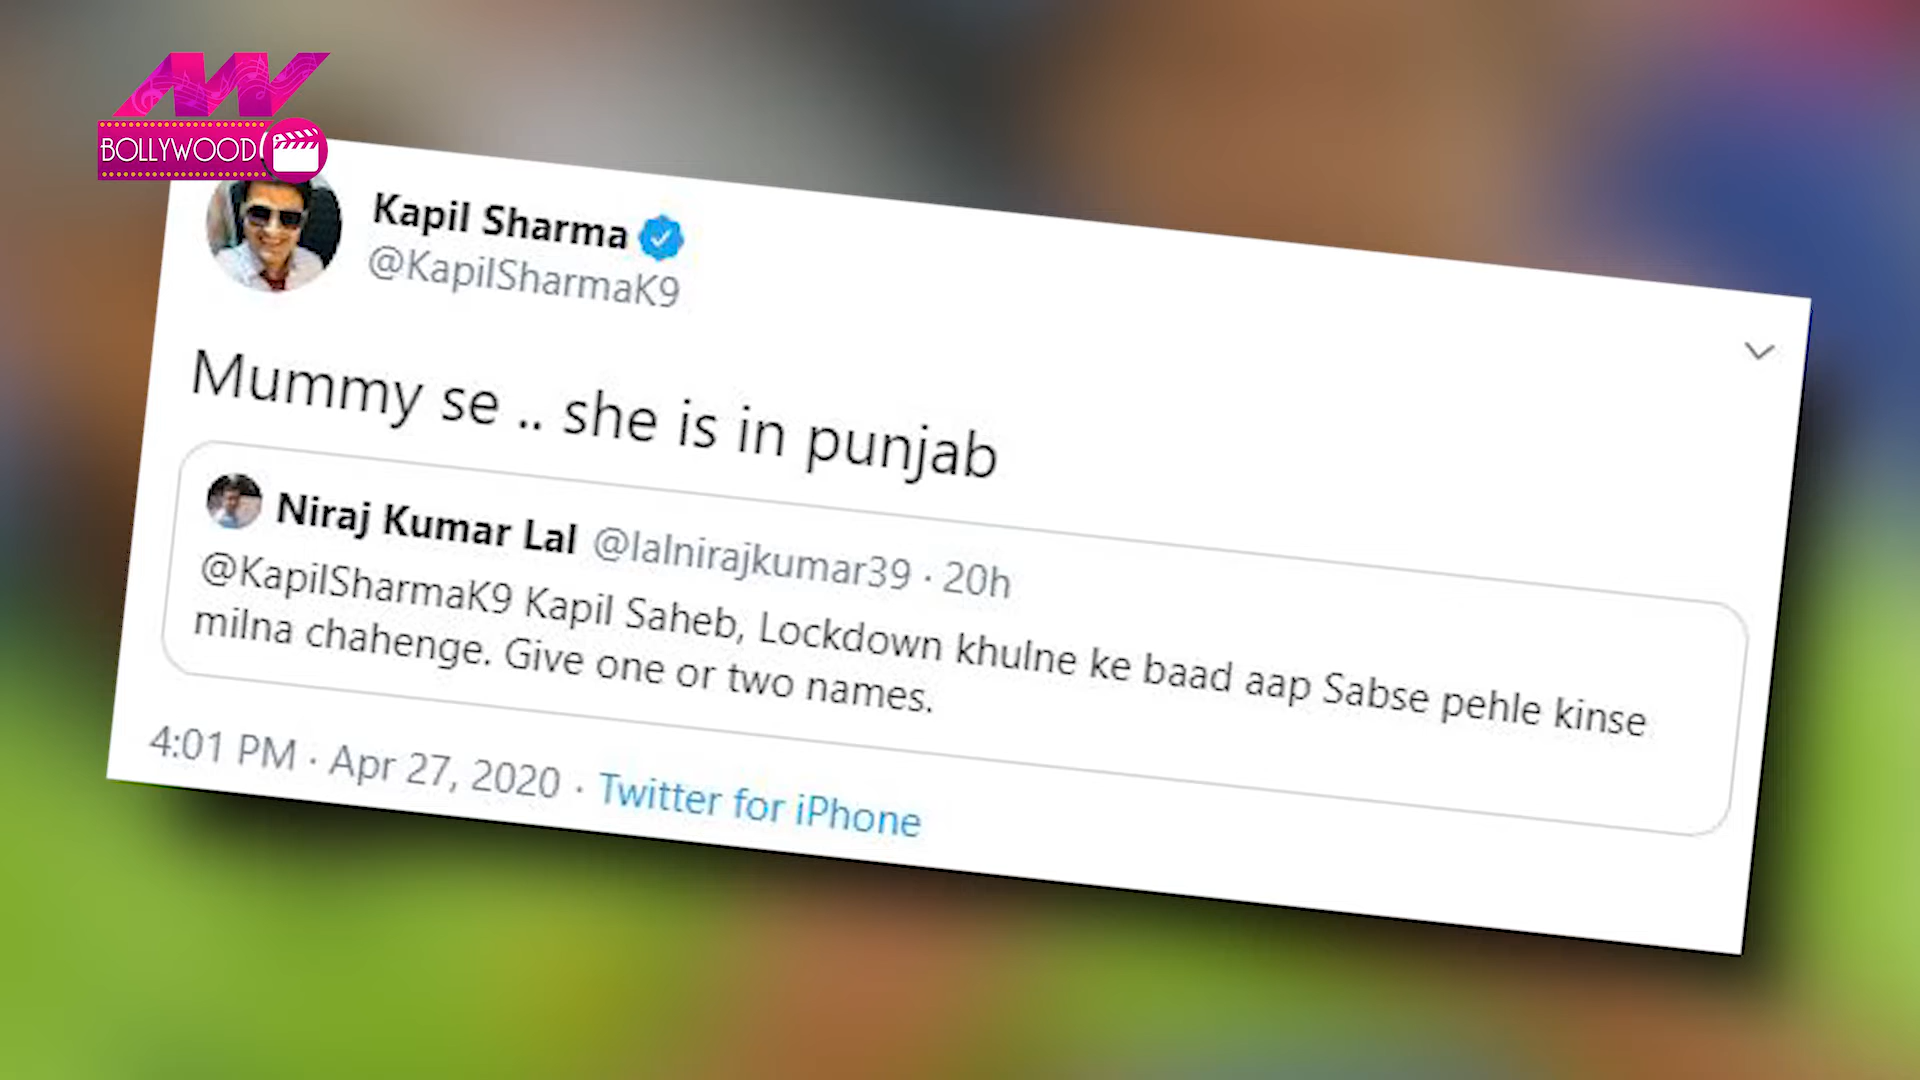 BOLLYWOOD
Kapil Sharma
@KapilSharmaK9
Mummy se .. she is in punjab
Niraj Kumar Lal @lalnirajkumar39 · 20h
@KapilSharmaK9 Kapil Saheb, Lockdown khulne ke baad aap Sabse pehle kinse
milna chahenge. Give one or two names.
4:01 PM · Apr 27, 2020 · Twitter for iPhone